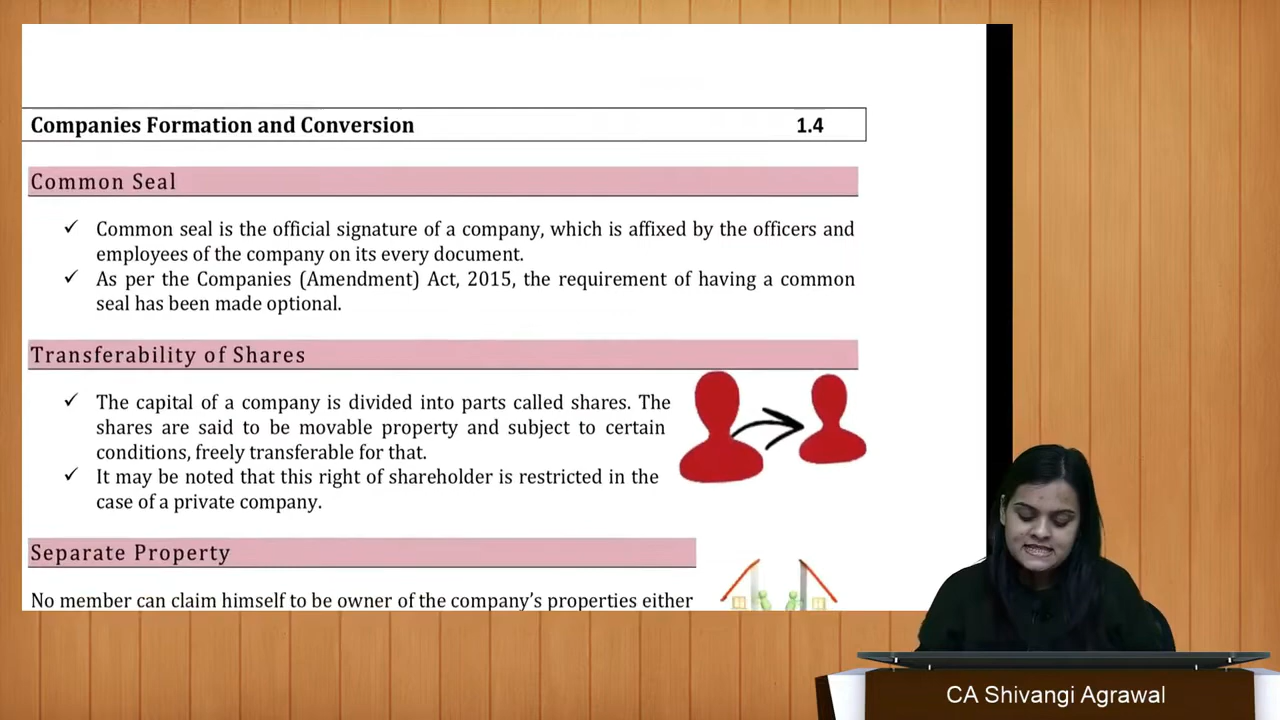 Companies Formation and Conversion 1.4
Common Seal
✓ Common seal is the official signature of a company, which is affixed by the officers and
employees of the company on its every document.
✓ As per the Companies (Amendment) Act, 2015, the requirement of having a common
seal has been made optional.
Transferability of Shares
✓ The capital of a company is divided into parts called shares. The
shares are said to be movable property and subject to certain
conditions, freely transferable for that.
✓ It may be noted that this right of shareholder is restricted in the
case of a private company.
Separate Property
No member can claim himself to be owner of the company’s properties either
CA Shivangi Agrawal